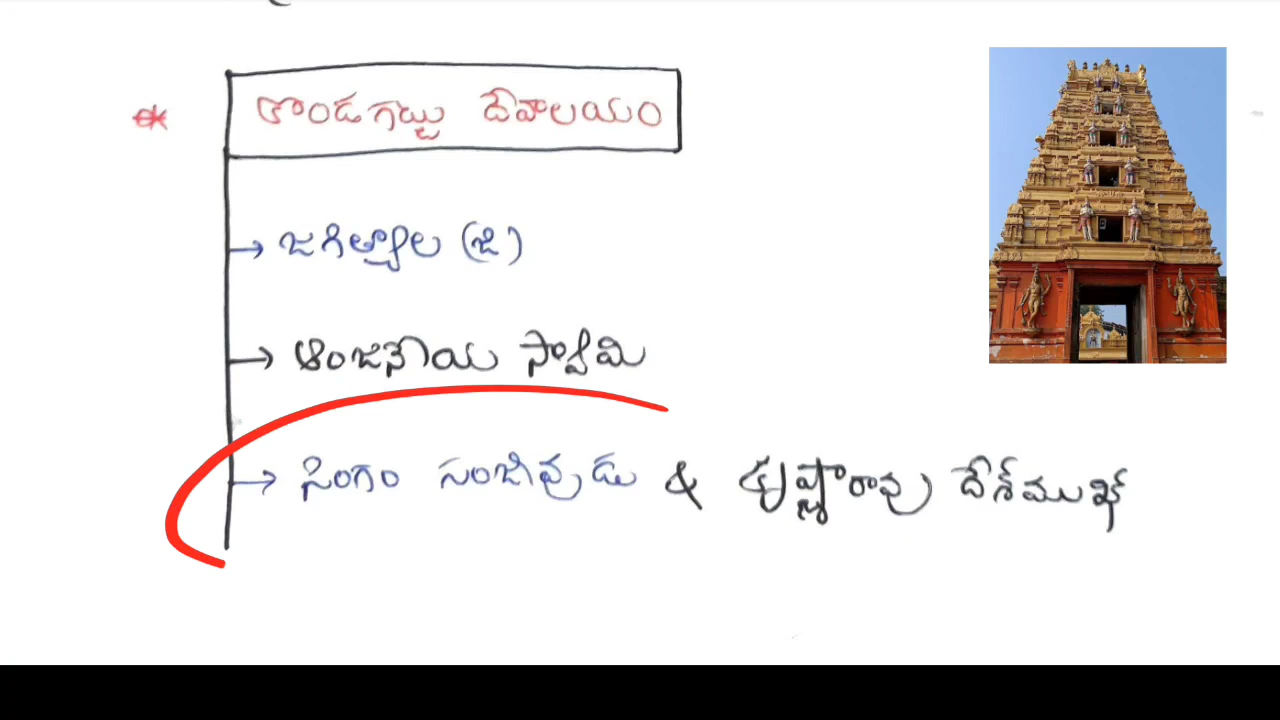 కొండగట్టు దేవాలయం
→ జగిత్యాల (జి)
→ ఆంజనేయ స్వామి
→ సింగం సంజీవుడు & కృష్ణారావు దేశ్‌ముఖ్